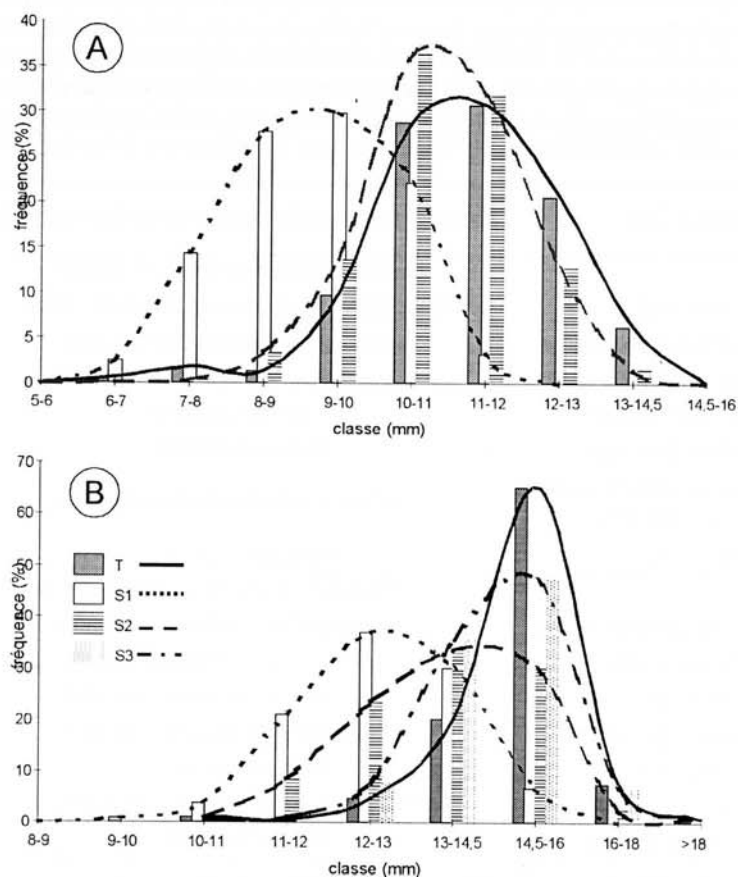 A
fréquence (%)
40
35
30
25
20
15
10
5
0
5-6 6-7 7-8 8-9 9-10 10-11 11-12 12-13 13-14,5 14,5-16
classe (mm)
B
fréquence (%)
70
60
50
40
30
20
10
0
T
S1
S2
S3
8-9 9-10 10-11 11-12 12-13 13-14,5 14,5-16 16-18 >18
classe (mm)